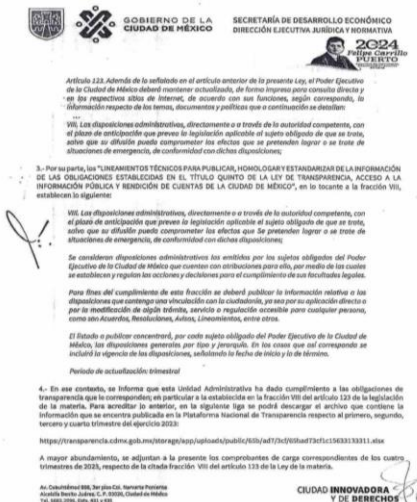 GOBIERNO DE LA
CIUDAD DE MÉXICO
SECRETARÍA DE DESARROLLO ECONÓMICO
DIRECCIÓN EJECUTIVA JURÍDICA Y NORMATIVA
2024
Felipe Carrillo
PUERTO
Artículo 123. Además de lo señalado en el artículo anterior de la presente Ley, el Poder Ejecutivo
de la Ciudad de México deberá mantener actualizada, de forma impresa para consulta directa y
en los respectivos sitios de Internet, de acuerdo con sus funciones, según corresponda, la
información respecto de los temas, documentos y políticas que a continuación se detallan:
....
VIII. Las disposiciones administrativas, directamente o a través de la autoridad competente, con
el plazo de anticipación que prevea la legislación aplicable al sujeto obligado de que se trate,
salvo que su difusión pueda comprometer los efectos que se pretenden lograr o se trate de
situaciones de emergencia, de conformidad con dichas disposiciones;
3.- Por su parte, los "LINEAMIENTOS TÉCNICOS PARA PUBLICAR, HOMOLOGAR Y ESTANDARIZAR DE LA INFORMACIÓN
DE LAS OBLIGACIONES ESTABLECIDAS EN EL TÍTULO QUINTO DE LA LEY DE TRANSPARENCIA, ACCESO A LA
INFORMACIÓN PÚBLICA Y RENDICIÓN DE CUENTAS DE LA CIUDAD DE MÉXICO", en lo tocante a la fracción VIII,
establecen lo siguiente:
VIII. Las disposiciones administrativas, directamente o a través de la autoridad competente, con
el plazo de anticipación que prevea la legislación aplicable al sujeto obligado de que se trate,
salvo que su difusión pueda comprometer los efectos que Se pretenden lograr o se trate de
situaciones de emergencia, de conformidad con dichas disposiciones;
Se consideran disposiciones administrativas las emitidas por los sujetos obligados del Poder
Ejecutivo de la Ciudad de México que cuenten con atribuciones para ello, por medio de las cuales
se establecen y regulan las acciones y decisiones para el cumplimiento de sus facultades legales.
Para fines del cumplimiento de esta fracción se deberá publicar la información relativa a las
disposiciones que contengan una vinculación con la ciudadanía, ya sea por su aplicación directa o
por la modificación de algún trámite, servicio o regulación accesible para cualquier persona,
como son Acuerdos, Resoluciones, Avisos, Lineamientos, entre otros.
El listado a publicar concentrará, por cada sujeto obligado del Poder Ejecutivo de la Ciudad de
México, las disposiciones generales por tipo y jerarquía. En los casos que así corresponda se
incluirá la vigencia de las disposiciones, señalando la fecha de inicio y la de término.
Periodo de actualización: trimestral
4.- En ese contexto, se informa que esta Unidad Administrativa ha dado cumplimiento a las obligaciones de
transparencia que le corresponden; en particular a la establecida en la fracción VIII del artículo 123 de la legislación
de la materia. Para acreditar lo anterior, en la siguiente liga se podrá descargar el archivo que contiene la
información que se encuentra publicada en la Plataforma Nacional de Transparencia respecto al primero, segundo,
tercero y cuarto trimestre del ejercicio 2023:
A mayor abundamiento, se adjuntan a la presente los comprobantes de carga correspondientes de los cuatro
trimestres de 2023, respecto de la citada fracción VIII del artículo 123 de la Ley de la materia.
Av. Cuauhtémoc 898, 3er piso Col. Narvarte Poniente
Alcaldía Benito Juárez, C. P. 03020, Ciudad de México
CIUDAD INNOVADORA
Y DE DERECHOS